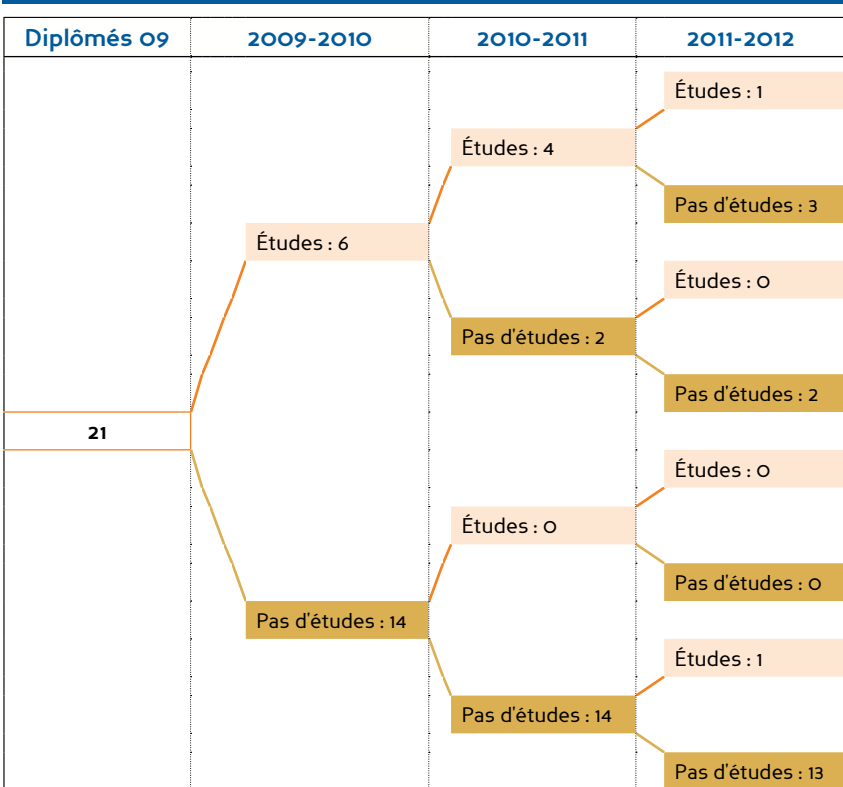 Diplômés 09 2009-2010 2010-2011 2011-2012
Études : 1
Études : 4
Pas d'études : 3
Études : 6
Études : 0
Pas d'études : 2
Pas d'études : 2
21
Études : 0
Études : 0
Pas d'études : 0
Pas d'études : 14
Études : 1
Pas d'études : 14
Pas d'études : 13